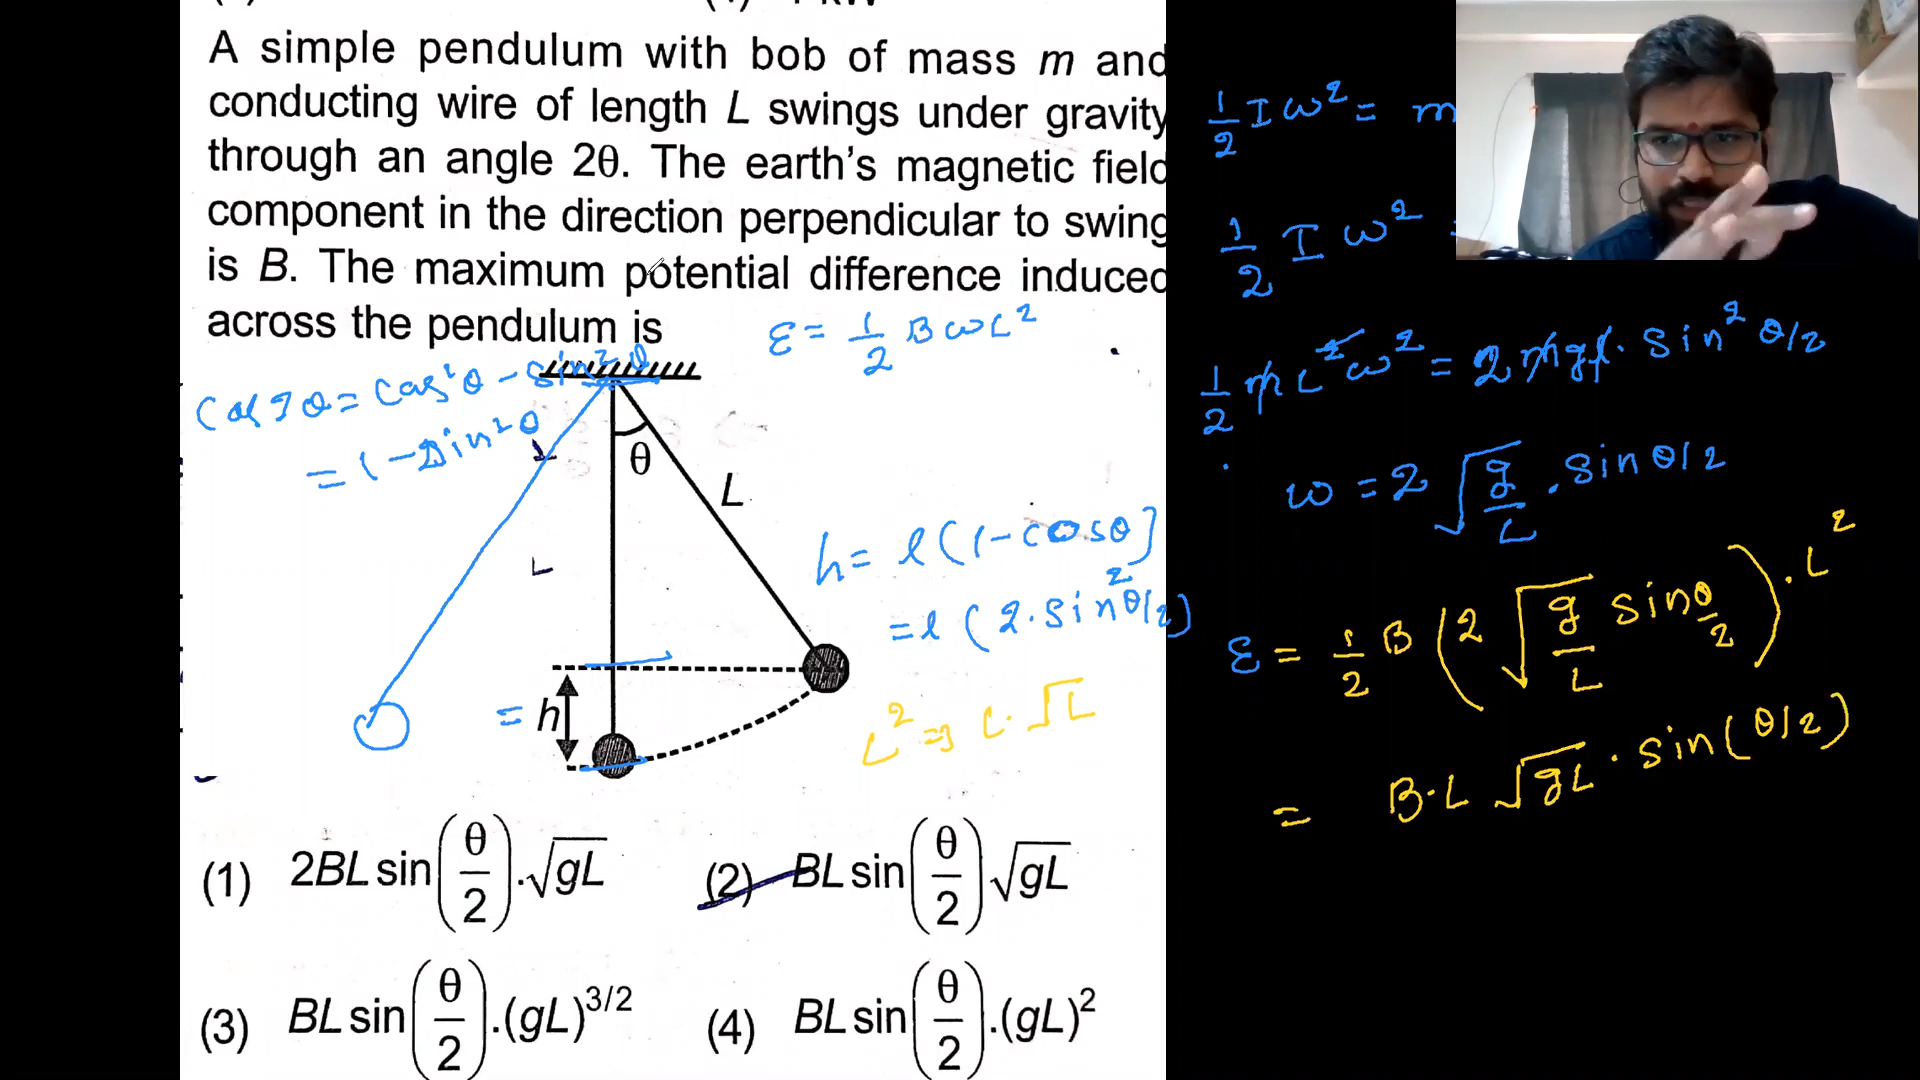 A simple pendulum with bob of mass m and
conducting wire of length L swings under gravity
through an angle 2θ. The earth's magnetic field
component in the direction perpendicular to swing
is B. The maximum potential difference induced
across the pendulum is
ε = 1/2 BωL²
= cos²θ - sin²θ
= 1 - sin²θ
θ
L
L
h = l(1 - cosθ)
= l(2. sin²θ/2)
= h
L² => L. √L
(1) 2BL sin(θ/2).√gL
(2) BL sin(θ/2)√gL
(3) BL sin(θ/2).(gL)^3/2
(4) BL sin(θ/2).(gL)²
1/2 Iω² = m
1/2 Iω² =
1/2 mL²ω² = 2mgl. sin²θ/2
ω = 2√g/L . sinθ/2
ε = 1/2 B(2√g/L sinθ/2). L²
= B.L √gL . sin(θ/2)